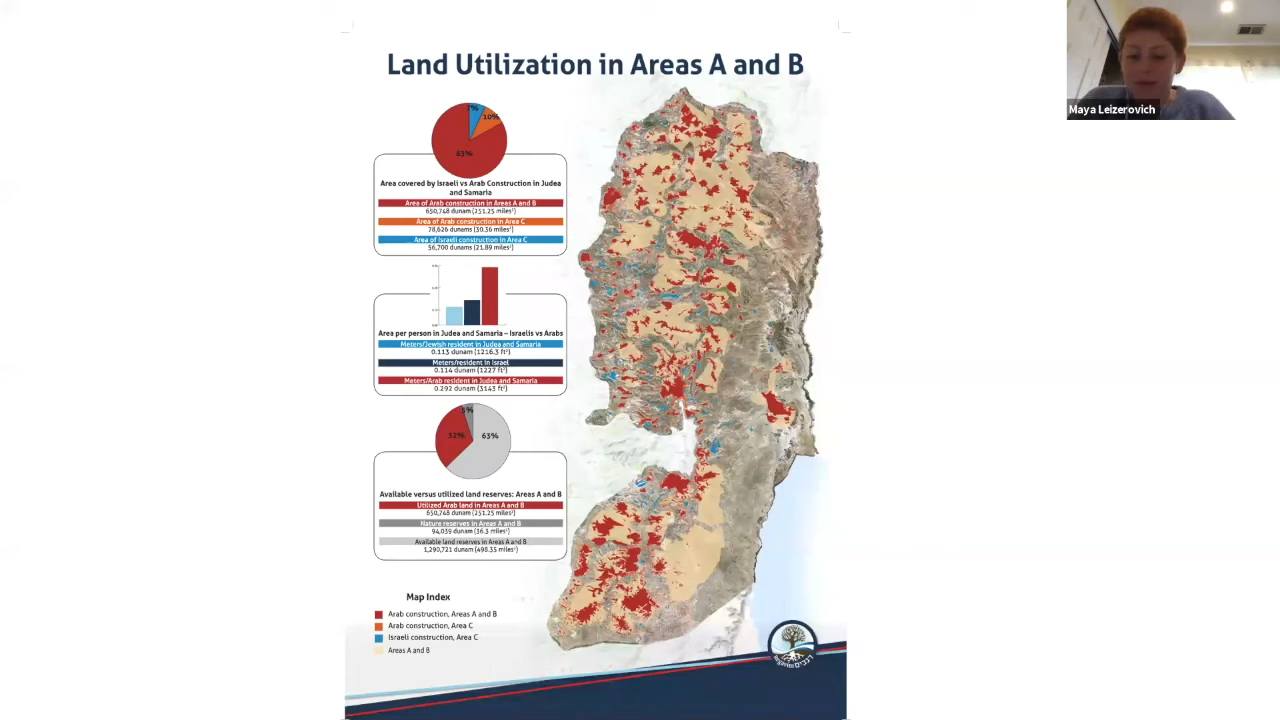 Land Utilization in Areas A and B
Maya Leizerovich
7%
10%
83%
Area covered by Israeli vs Arab Construction in Judea
and Samaria
Area of Arab construction in Areas A and B
650,748 dunam (251.25 miles²)
Area of Arab construction in Area C
78,626 dunams (30.36 miles²)
Area of Israeli construction in Area C
56,700 dunams (21.89 miles²)
Area per person in Judea and Samaria – Israelis vs Arabs
Meters/Jewish resident in Judea and Samaria
0.113 dunam (1216.3 ft²)
Meters/resident in Israel
0.114 dunam (1227 ft²)
Meters/Arab resident in Judea and Samaria
0.292 dunam (3143 ft²)
5%
32%
63%
Available versus utilized land reserves: Areas A and B
Utilized Arab land in Areas A and B
650,748 dunam (251.25 miles²)
Nature reserves in Areas A and B
94,039 dunam (36.3 miles²)
Available land reserves in Areas A and B
1,290,721 dunam (498.35 miles²)
Map Index
Arab construction, Areas A and B
Arab construction, Area C
Israeli construction, Area C
Areas A and B